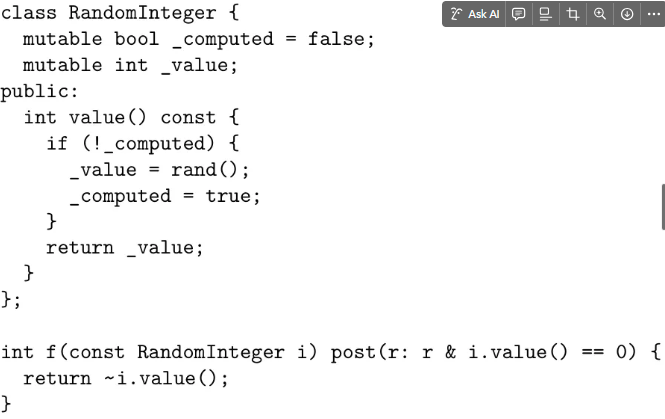 class RandomInteger {
Ask AI
  mutable bool _computed = false;
  mutable int _value;
public:
  int value() const {
    if (!_computed) {
      _value = rand();
      _computed = true;
    }
    return _value;
  }
};

int f(const RandomInteger i) post(r: r & i.value() == 0) {
  return ~i.value();
}